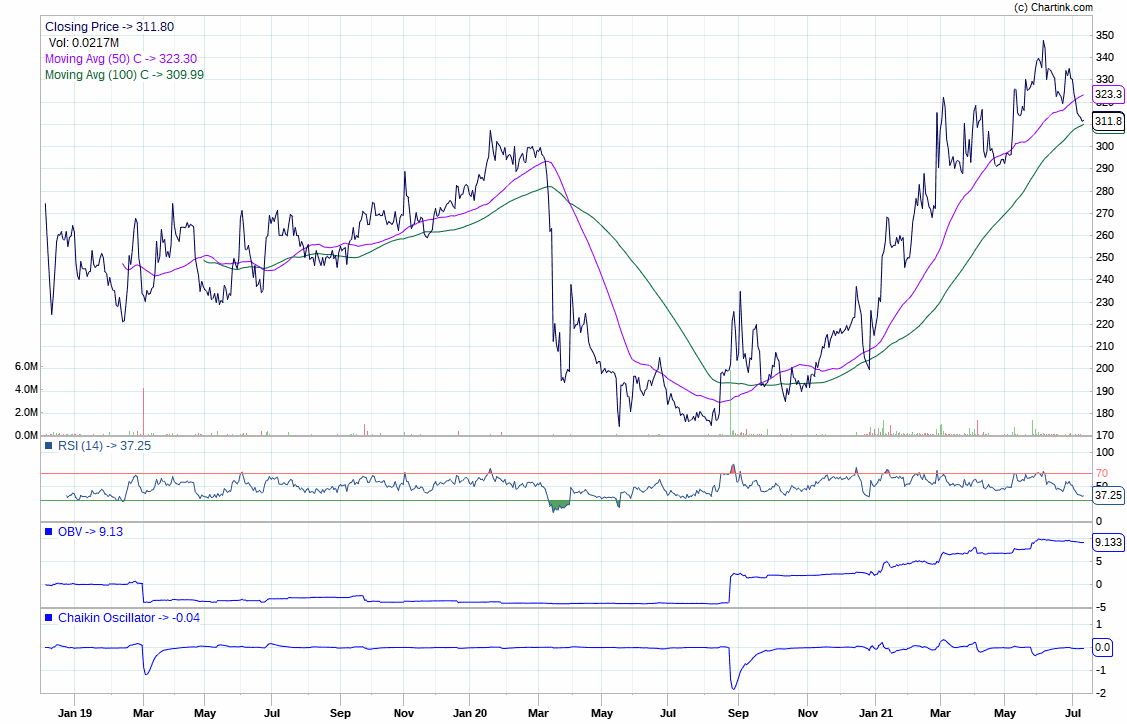 (c) Chartink.com
Closing Price -> 311.80
Vol: 0.0217M
Moving Avg (50) C -> 323.30
Moving Avg (100) C -> 309.99
350
340
330
323.3
311.8
300
290
280
270
260
250
240
230
220
210
200
190
180
170
6.0M
4.0M
2.0M
0.0M
RSI (14) -> 37.25
100
70
50
37.25
0
OBV -> 9.13
9.133
5
0
-5
Chaikin Oscillator -> -0.04
1
0.0
-1
-2
Jan 19 Mar May Jul Sep Nov Jan 20 Mar May Jul Sep Nov Jan 21 Mar May Jul